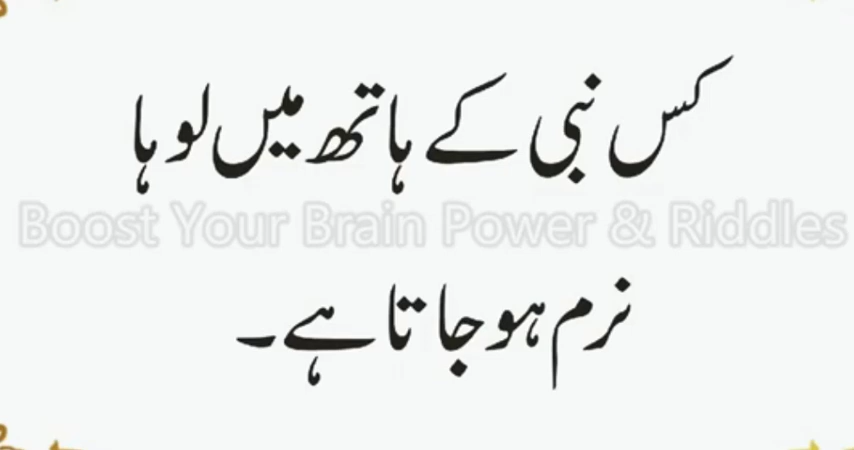 کس نبی کے ہاتھ میں لوہا
Boost Your Brain Power & Riddles
نرم ہو جاتا ہے۔